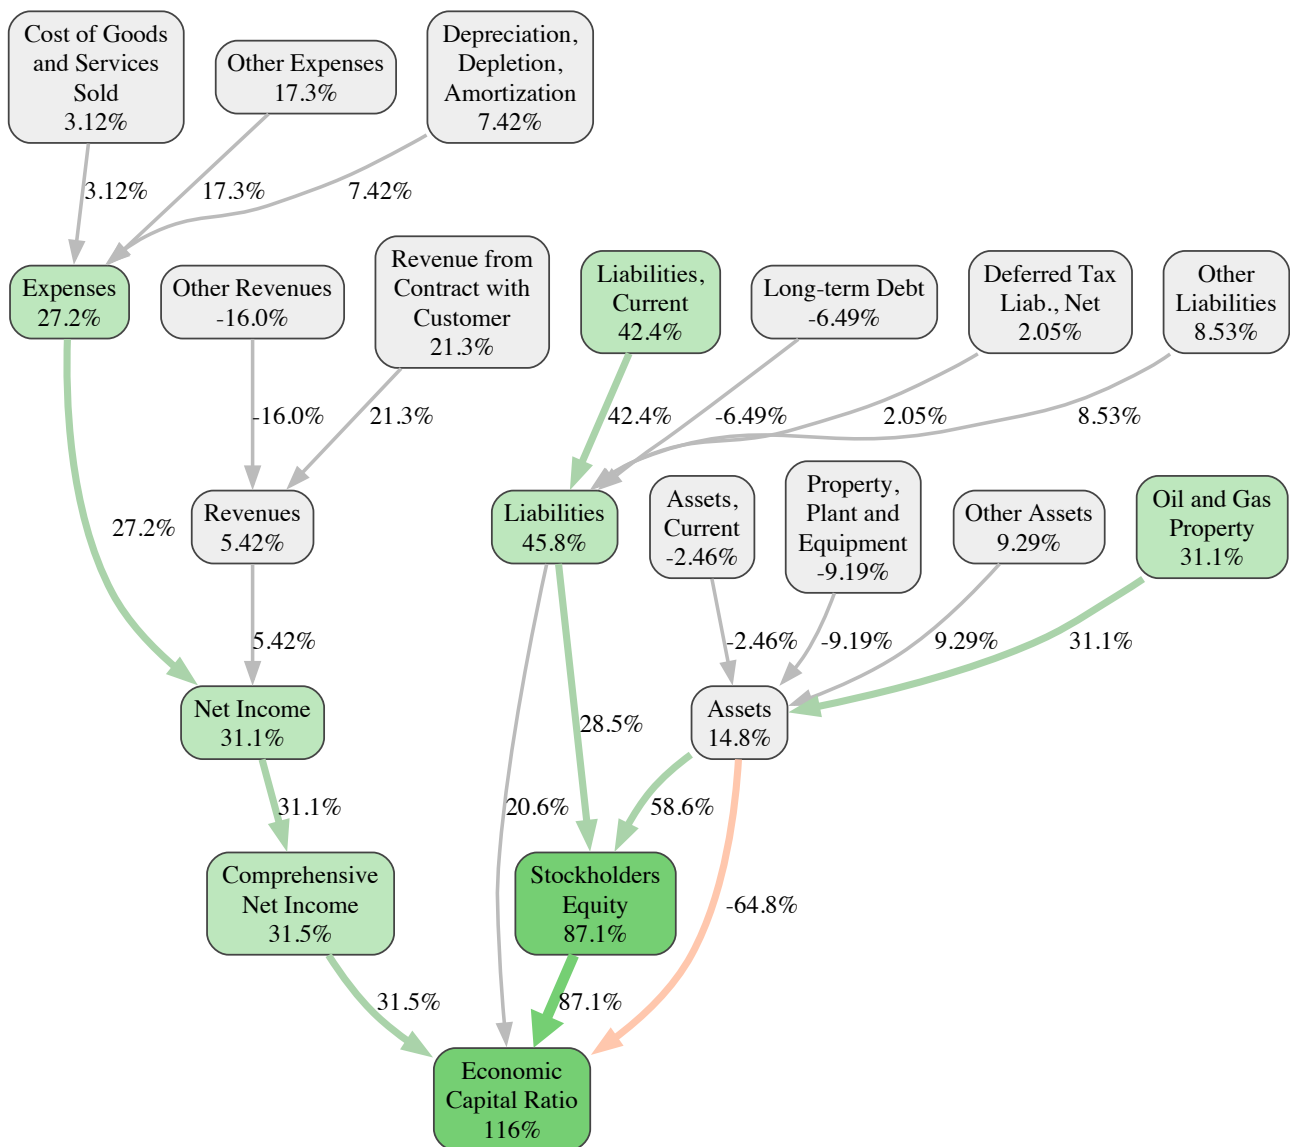 Cost of Goods
and Services
Sold
3.12%
Other Expenses
17.3%
Depreciation,
Depletion,
Amortization
7.42%
3.12%
17.3%
7.42%
Expenses
27.2%
Other Revenues
-16.0%
Revenue from
Contract with
Customer
21.3%
Liabilities,
Current
42.4%
Long-term Debt
-6.49%
Deferred Tax
Liab., Net
2.05%
Other
Liabilities
8.53%
-16.0%
21.3%
42.4%
-6.49%
2.05%
8.53%
27.2%
Revenues
5.42%
Liabilities
45.8%
Assets,
Current
-2.46%
Property,
Plant and
Equipment
-9.19%
Other Assets
9.29%
Oil and Gas
Property
31.1%
5.42%
-2.46%
-9.19%
9.29%
31.1%
Net Income
31.1%
28.5%
Assets
14.8%
31.1%
20.6%
58.6%
Comprehensive
Net Income
31.5%
Stockholders
Equity
87.1%
-64.8%
31.5%
87.1%
Economic
Capital Ratio
116%